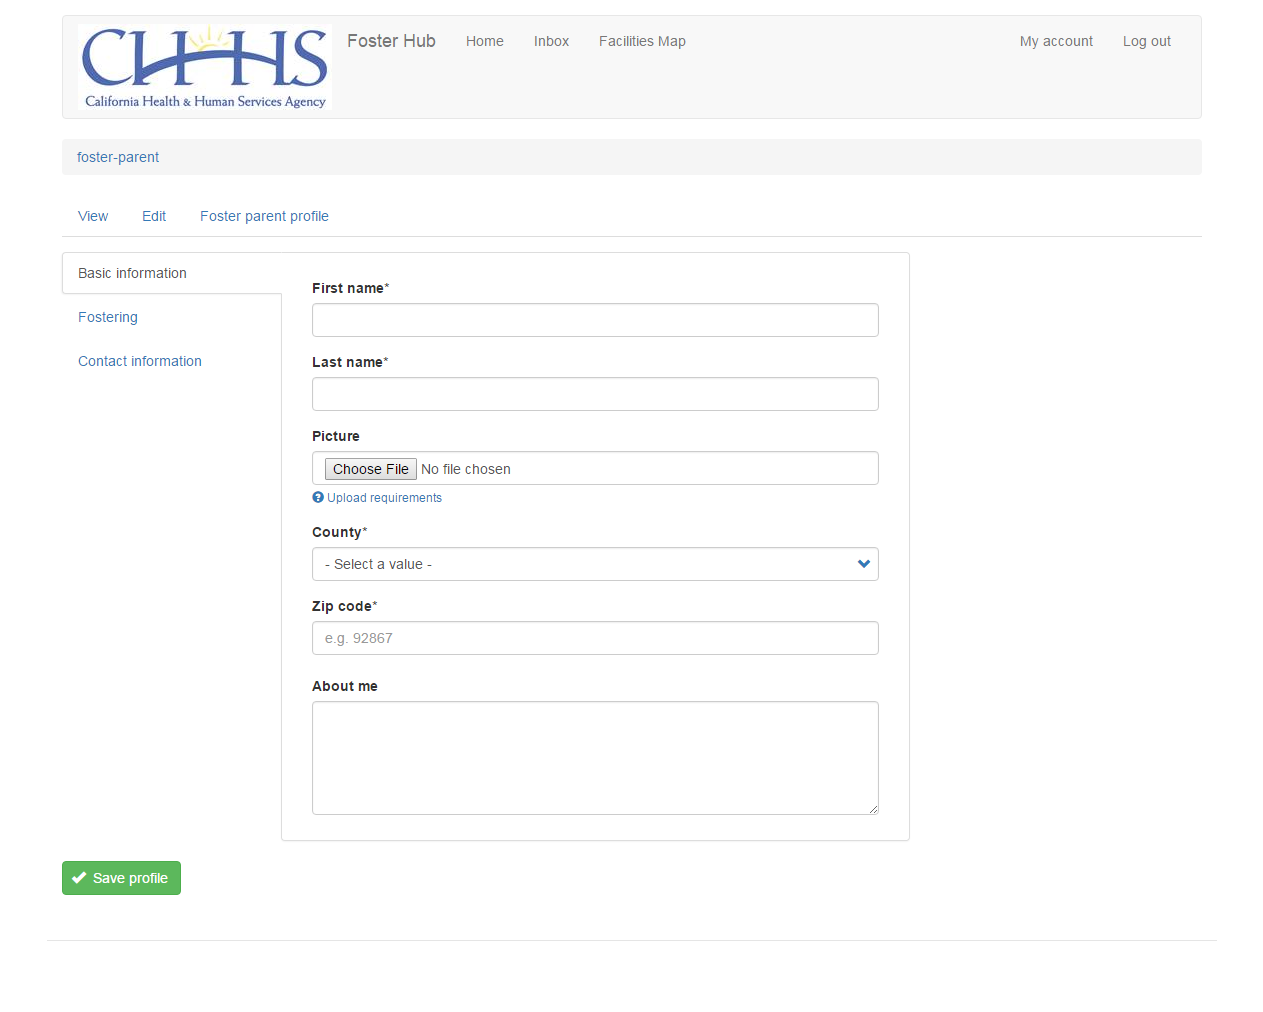 CHHS
California Health & Human Services Agency
Foster Hub Home Inbox Facilities Map My account Log out
foster-parent
View Edit Foster parent profile
Basic information
Fostering
Contact information
First name*
Last name*
Picture
Choose File No file chosen
Upload requirements
County*
- Select a value -
Zip code*
e.g. 92867
About me
Save profile